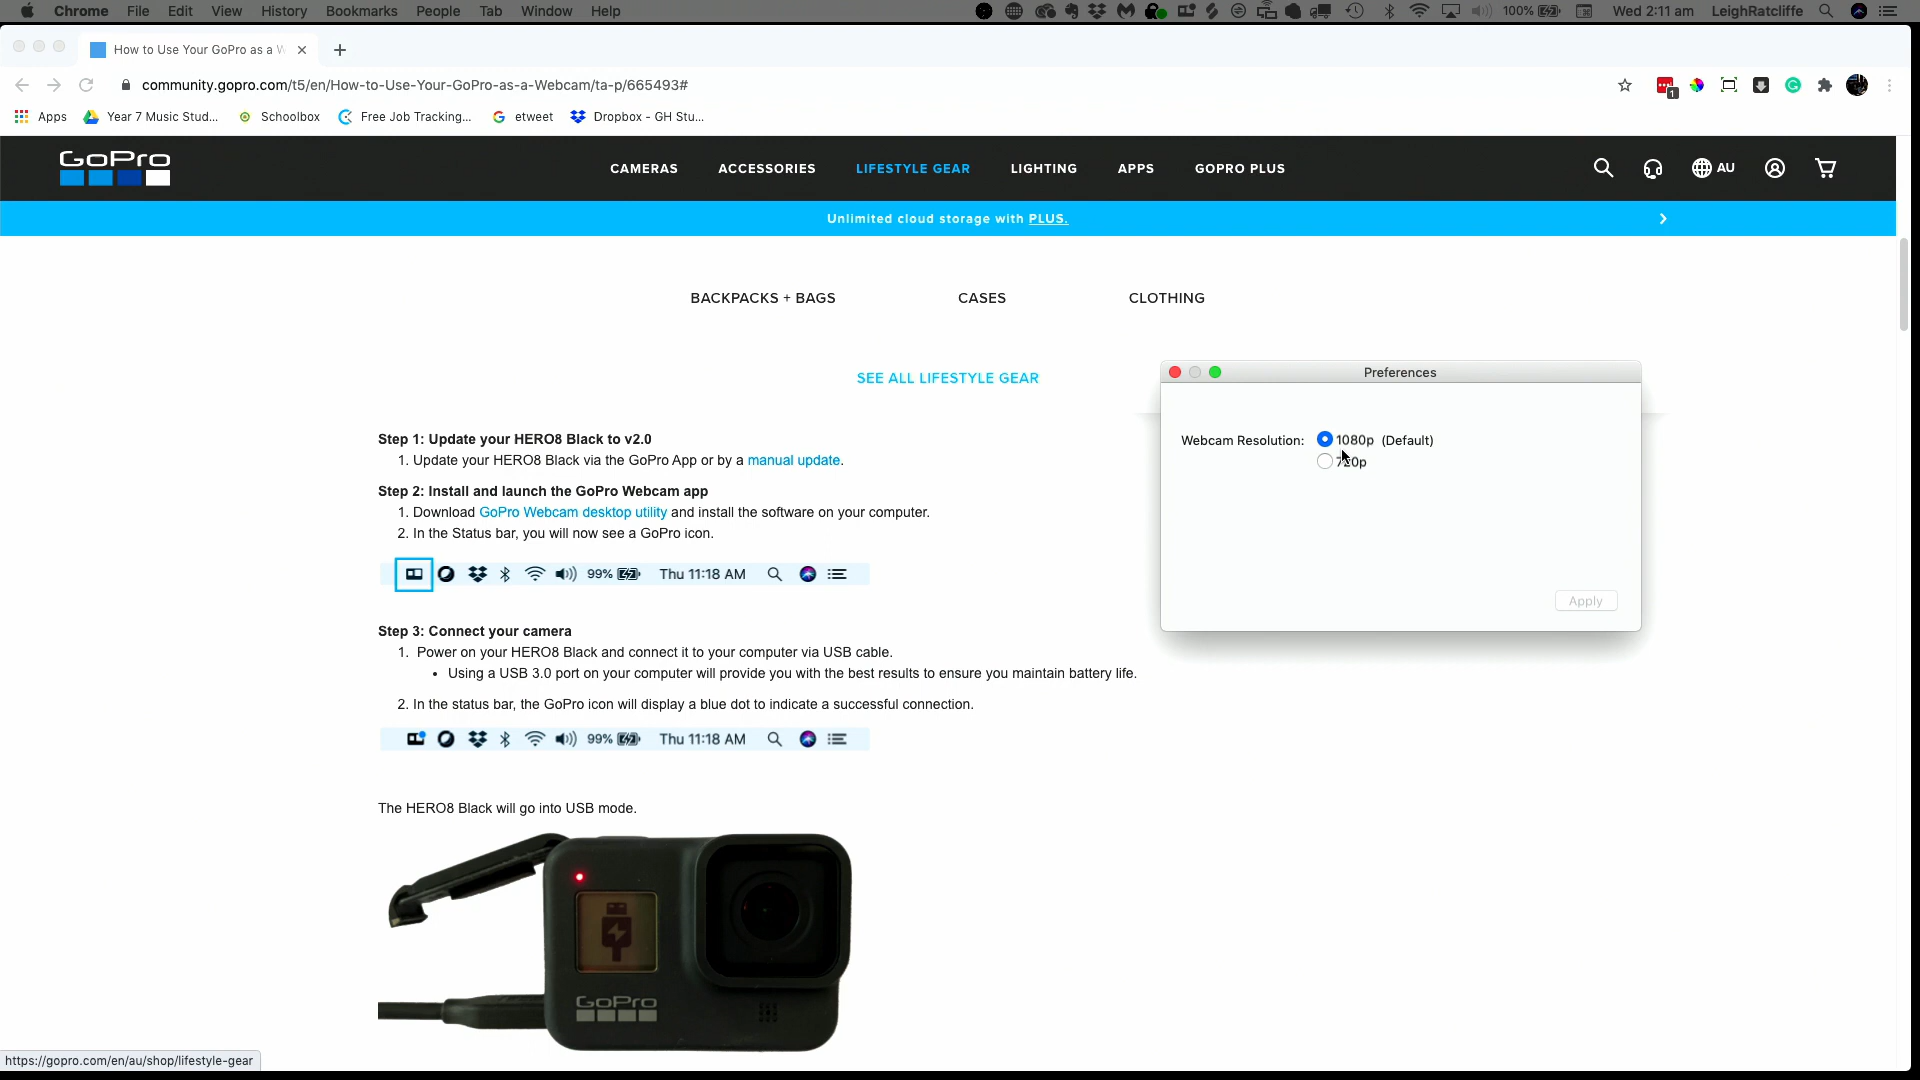 Chrome File Edit View History Bookmarks People Tab Window Help 100% Wed 2:11 am LeighRatcliffe
How to Use Your GoPro as a W
community.gopro.com/t5/en/How-to-Use-Your-GoPro-as-a-Webcam/ta-p/665493#
1
Apps Year 7 Music Stud... Schoolbox Free Job Tracking... etweet Dropbox - GH Stu...
GoPro CAMERAS ACCESSORIES LIFESTYLE GEAR LIGHTING APPS GOPRO PLUS AU
Unlimited cloud storage with PLUS.
BACKPACKS + BAGS CASES CLOTHING
SEE ALL LIFESTYLE GEAR
Preferences
Webcam Resolution: 1080p (Default)
720p
Apply
Step 1: Update your HERO8 Black to v2.0
1. Update your HERO8 Black via the GoPro App or by a manual update.
Step 2: Install and launch the GoPro Webcam app
1. Download GoPro Webcam desktop utility and install the software on your computer.
2. In the Status bar, you will now see a GoPro icon.
99% Thu 11:18 AM
Step 3: Connect your camera
1. Power on your HERO8 Black and connect it to your computer via USB cable.
• Using a USB 3.0 port on your computer will provide you with the best results to ensure you maintain battery life.
2. In the status bar, the GoPro icon will display a blue dot to indicate a successful connection.
99% Thu 11:18 AM
The HERO8 Black will go into USB mode.
GoPro
https://gopro.com/en/au/shop/lifestyle-gear